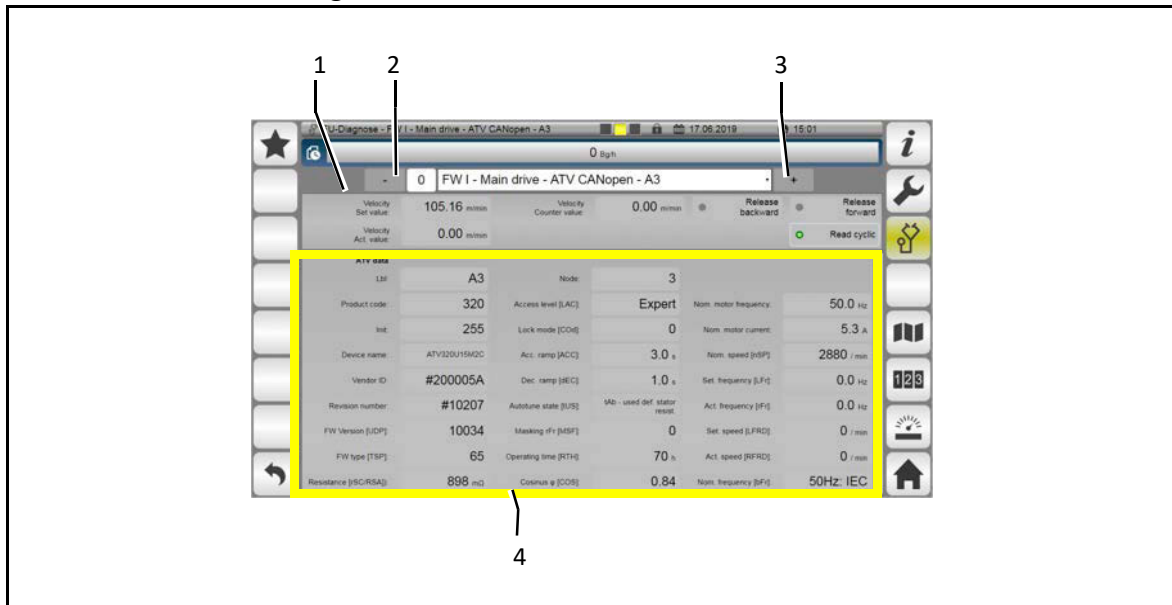 1 2 3
FU-Diagnose - FW I - Main drive - ATV CANopen - A3 17.06.2019 15:01
0 Bg/h
- 0 FW I - Main drive - ATV CANopen - A3 +
Velocity Set value: 105.16 m/min Velocity Counter value: 0.00 m/min Release backward Release forward
Velocity Act. value: 0.00 m/min Read cyclic
ATV data
Lbl: A3 Node: 3
Product code: 320 Access level [LAC]: Expert Nom. motor frequency: 50.0 Hz
Init: 255 Lock mode [COd]: 0 Nom. motor current: 5.3 A
Device name: ATV320U15M2C Acc. ramp [ACC]: 3.0 s Nom. speed [nSP]: 2880 / min
Vendor ID: #200005A Dec. ramp [dEC]: 1.0 s Set. frequency [LFr]: 0.0 Hz
Revision number: #10207 Autotune state [tUS]: tAb - used def. stator resist. Act. frequency [rFr]: 0.0 Hz
FW Version [UDP]: 10034 Masking rFr [MSF]: 0 Set. speed [LFRD]: 0 / min
FW type [TSP]: 65 Operating time [RTH]: 70 h Act. speed [RFRD]: 0 / min
Resistance [rSC/RSA]: 898 mΩ Cosinus φ [COS]: 0.84 Nom. frequency [bFr]: 50Hz: IEC
i
123
4